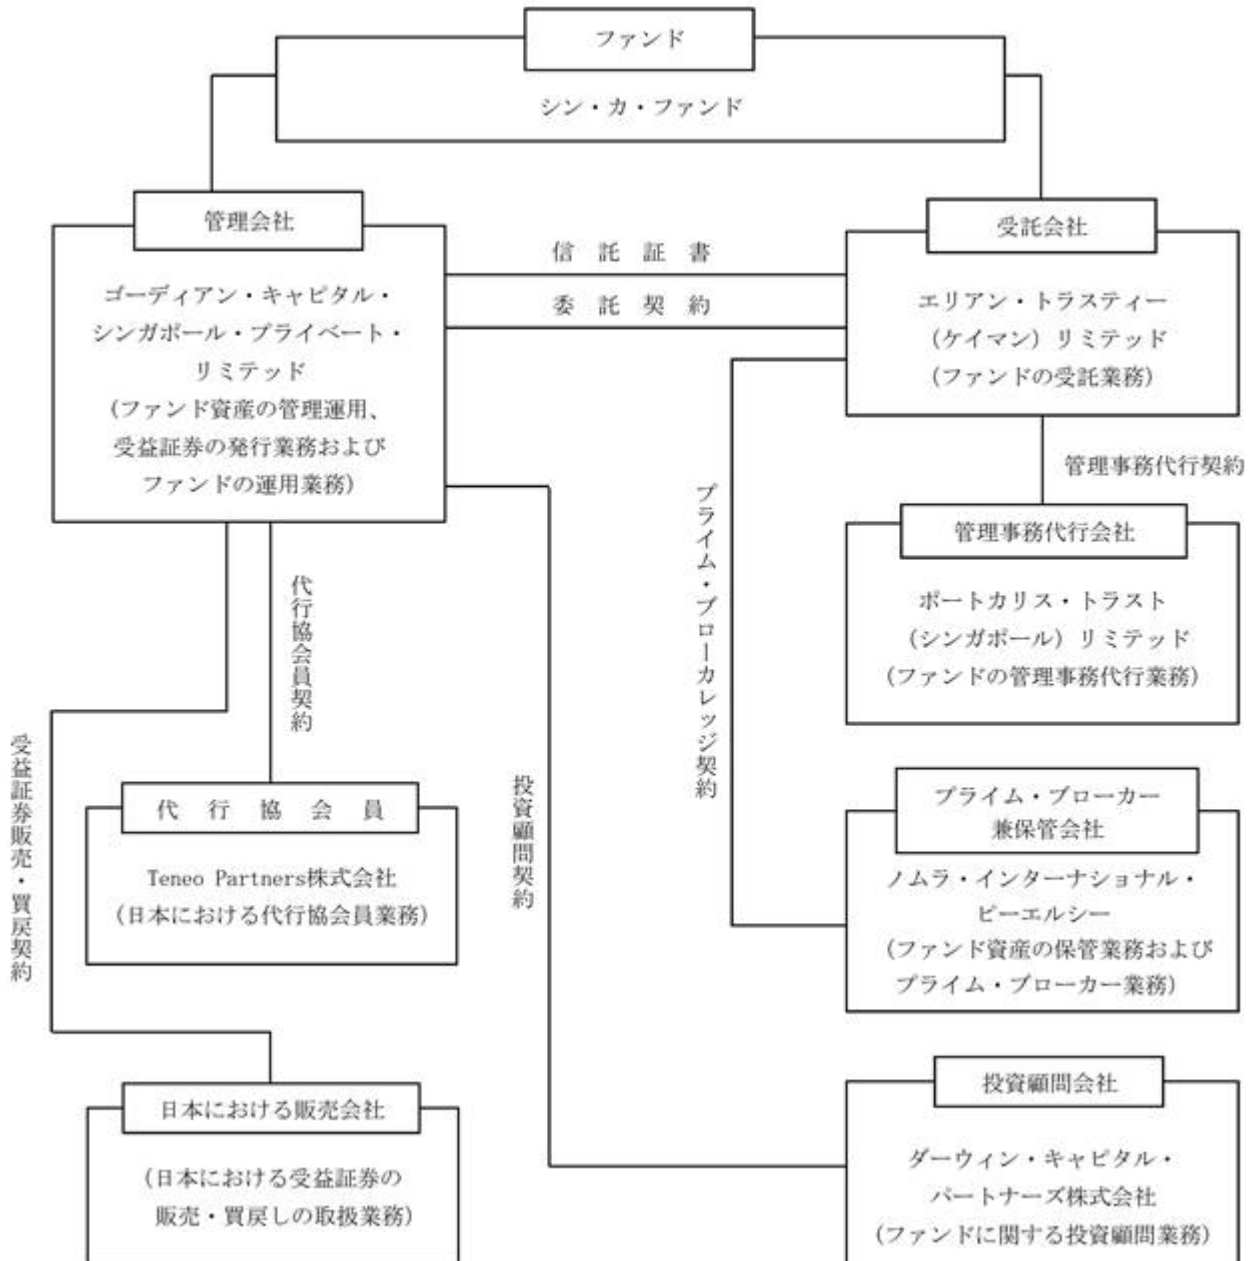 ファンド
シン・カ・ファンド
管理会社
ゴーディアン・キャピタル・
シンガポール・プライベート・
リミテッド
(ファンド資産の管理運用、
受益証券の発行業務および
ファンドの運用業務)
信託証書
委託契約
受託会社
エリアン・トラスティー
(ケイマン) リミテッド
(ファンドの受託業務)
管理事務代行契約
管理事務代行会社
ポートカリス・トラスト
(シンガポール) リミテッド
(ファンドの管理事務代行業務)
プライム・ブローカレッジ契約
代行協会員契約
受益証券販売・買戻契約
投資顧問契約
代行協会員
Teneo Partners株式会社
(日本における代行協会員業務)
プライム・ブローカー
兼保管会社
ノムラ・インターナショナル・
ピーエルシー
(ファンド資産の保管業務および
プライム・ブローカー業務)
日本における販売会社
(日本における受益証券の
販売・買戻しの取扱業務)
投資顧問会社
ダーウィン・キャピタル・
パートナーズ株式会社
(ファンドに関する投資顧問業務)